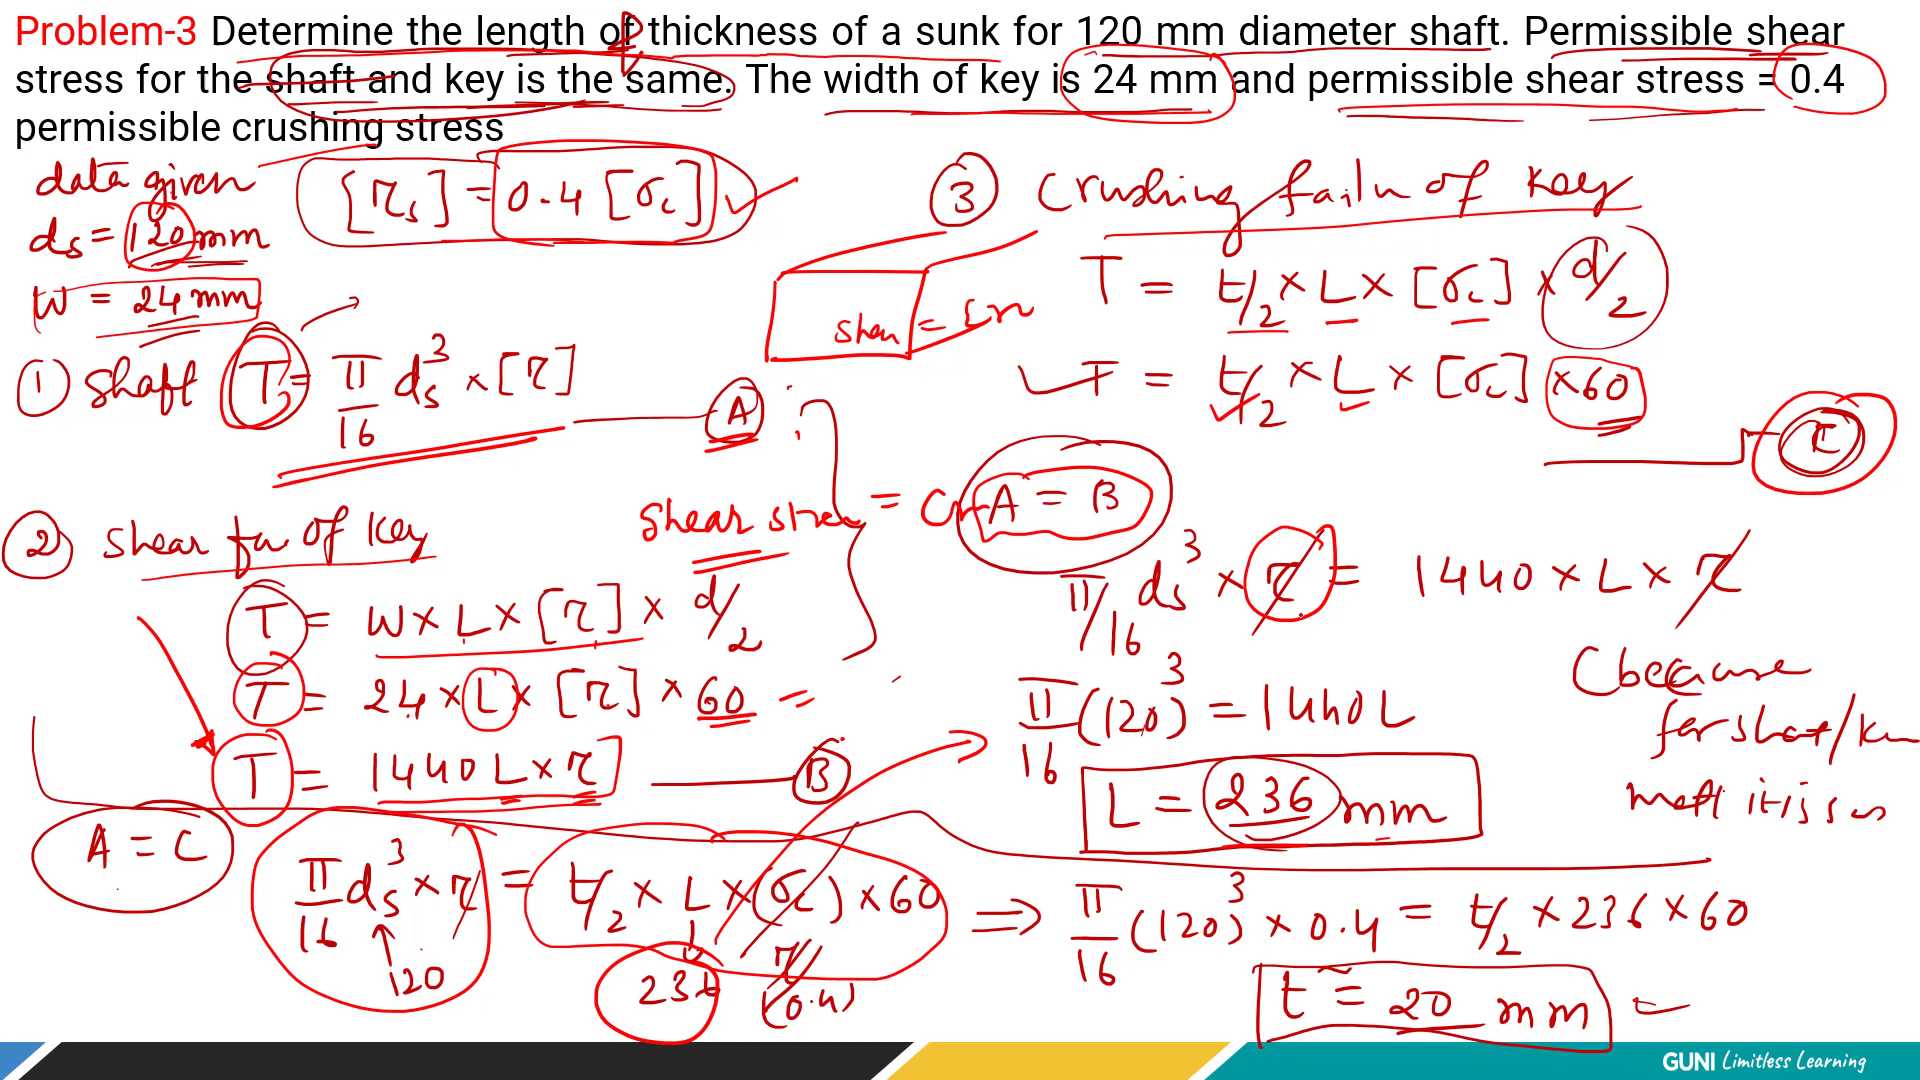 Problem-3 Determine the length of thickness of a sunk for 120 mm diameter shaft. Permissible shear
stress for the shaft and key is the same. The width of key is 24 mm and permissible shear stress = 0.4
permissible crushing stress
data given
[τs] = 0.4 [σc]
ds = 120 mm
W = 24 mm
① Shaft T = π/16 ds³ × [τ]
A
② Shear of Key
T = W × L × [τ] × d/2
T = 24 × L × [τ] × 60 =
T = 1440 L × τ
B
③ Crushing of Key
T = t/2 × L × [σc] × d/2
T = t/2 × L × [σc] × 60
C
Shen =
Shear =
A = B
π/16 ds³ × τ = 1440 × L × τ
(because
for
it is
π/16 (120)³ = 1440 L
L = 236 mm
A = C
π/16 ds³ × τ = t/2 × L × (σc) × 60
120
236
τ/(0.4)
⇒ π/16 (120)³ × 0.4 = t/2 × 236 × 60
t ≈ 20 mm
GUNI Limitless Learning